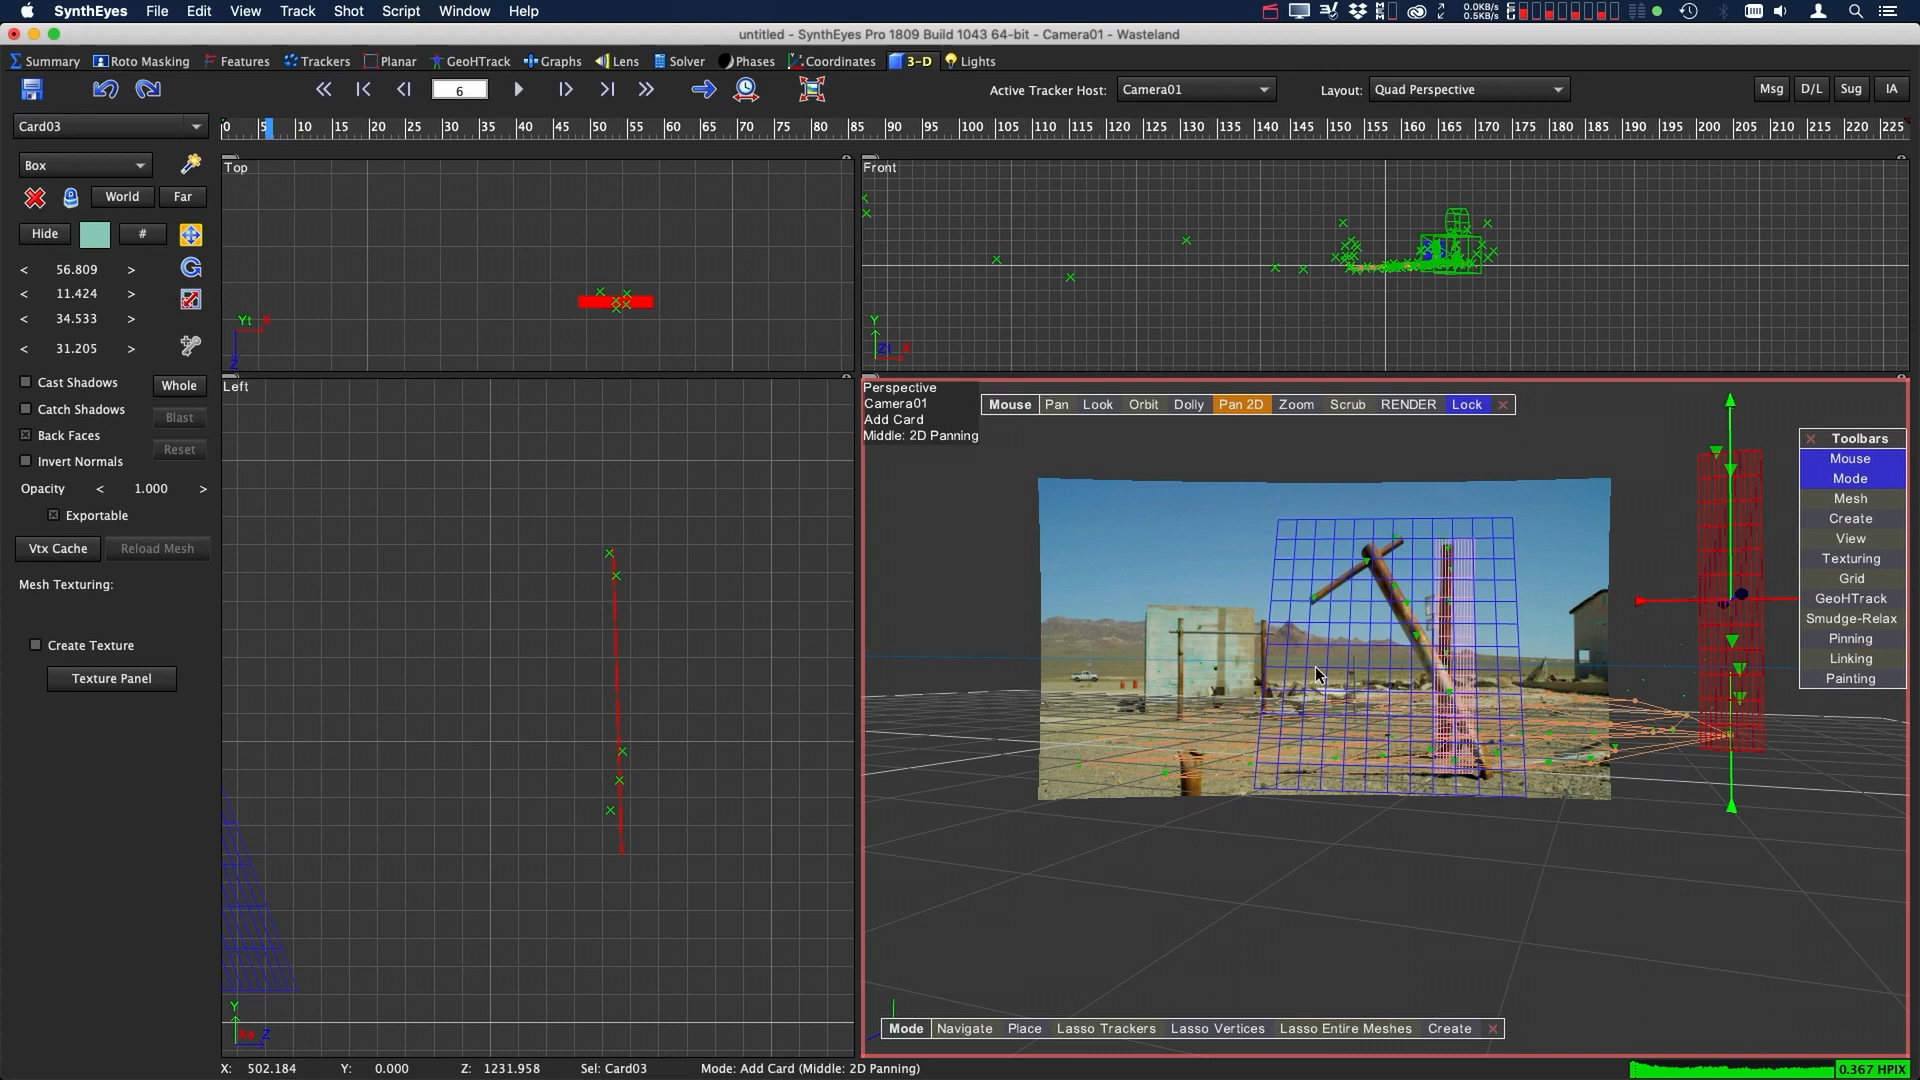 SynthEyes File Edit View Track Shot Script Window Help 0.0KB/s 0.5KB/s
untitled - SynthEyes Pro 1809 Build 1043 64-bit - Camera01 - Wasteland
Summary Roto Masking Features Trackers Planar GeoHTrack Graphs Lens Solver Phases Coordinates 3-D Lights
6 Active Tracker Host: Camera01 Layout: Quad Perspective Msg D/L Sug IA
Card03 0 5 10 15 20 25 30 35 40 45 50 55 60 65 70 75 80 85 90 95 100 105 110 115 120 125 130 135 140 145 150 155 160 165 170 175 180 185 190 195 200 205 210 215 220 225
Box
World Far
Hide #
< 56.809 >
< 11.424 >
< 34.533 >
< 31.205 >
Cast Shadows Whole
Catch Shadows Blast
Back Faces
Invert Normals Reset
Opacity < 1.000 >
Exportable
Vtx Cache Reload Mesh
Mesh Texturing:
Create Texture
Texture Panel
Top
Yt X
Z
Front
Y
Zt X
Left
Y
Xa Z
Perspective
Camera01
Add Card
Middle: 2D Panning
Mouse Pan Look Orbit Dolly Pan 2D Zoom Scrub RENDER Lock
Toolbars
Mouse
Mode
Mesh
Create
View
Texturing
Grid
GeoHTrack
Smudge-Relax
Pinning
Linking
Painting
Mode Navigate Place Lasso Trackers Lasso Vertices Lasso Entire Meshes Create
X: 502.184 Y: 0.000 Z: 1231.958 Sel: Card03 Mode: Add Card (Middle: 2D Panning) 0.367 HPIX